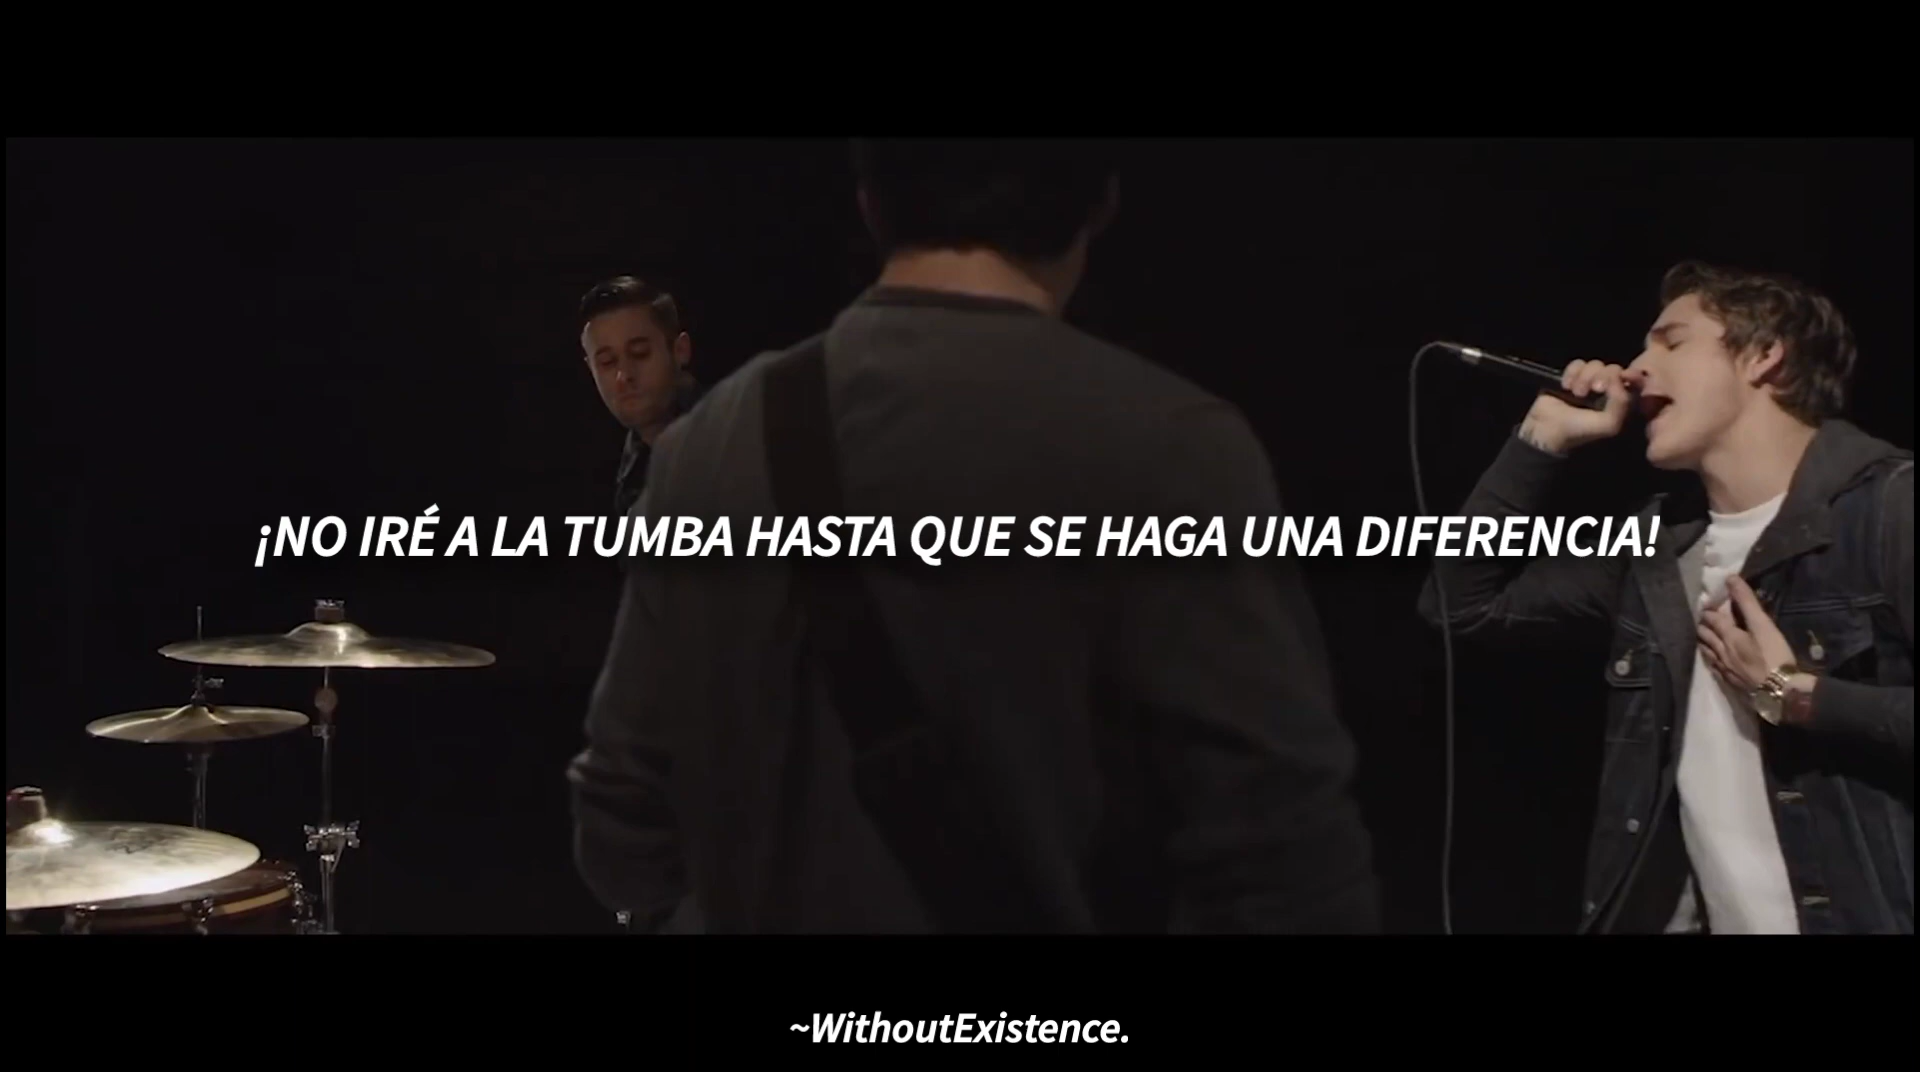 ¡NO IRÉ A LA TUMBA HASTA QUE SE HAGA UNA DIFERENCIA!
~WithoutExistence.